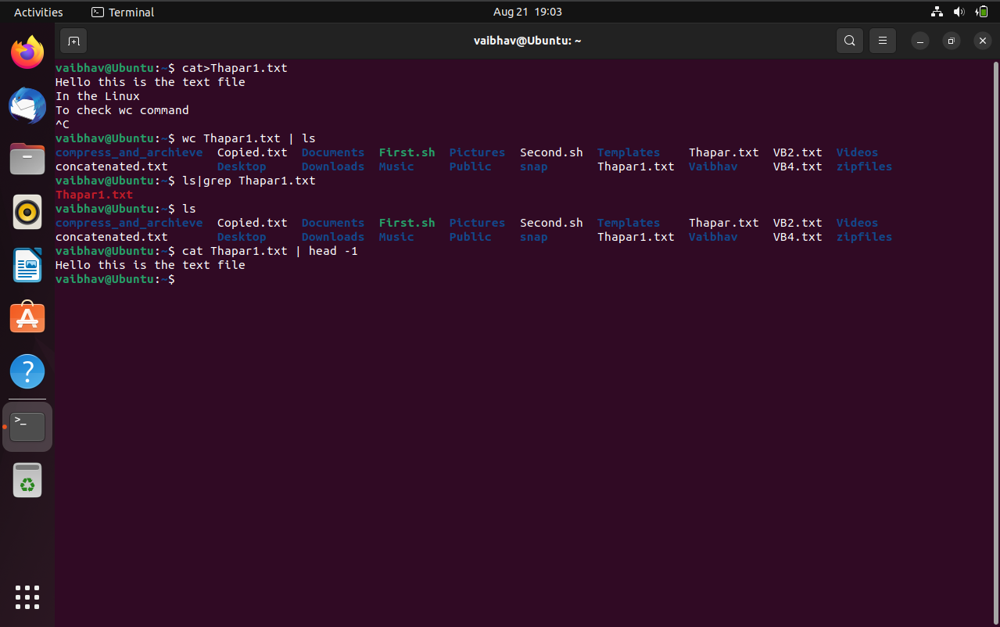 Activities Terminal Aug 21 19:03
vaibhav@Ubuntu: ~
vaibhav@Ubuntu:~$ cat>Thapar1.txt
Hello this is the text file
In the Linux
To check wc command
^C
vaibhav@Ubuntu:~$ wc Thapar1.txt | ls
compress_and_archieve Copied.txt Documents First.sh Pictures Second.sh Templates Thapar.txt VB2.txt Videos
concatenated.txt Desktop Downloads Music Public snap Thapar1.txt Vaibhav VB4.txt zipfiles
vaibhav@Ubuntu:~$ ls|grep Thapar1.txt
Thapar1.txt
vaibhav@Ubuntu:~$ ls
compress_and_archieve Copied.txt Documents First.sh Pictures Second.sh Templates Thapar.txt VB2.txt Videos
concatenated.txt Desktop Downloads Music Public snap Thapar1.txt Vaibhav VB4.txt zipfiles
vaibhav@Ubuntu:~$ cat Thapar1.txt | head -1
Hello this is the text file
vaibhav@Ubuntu:~$